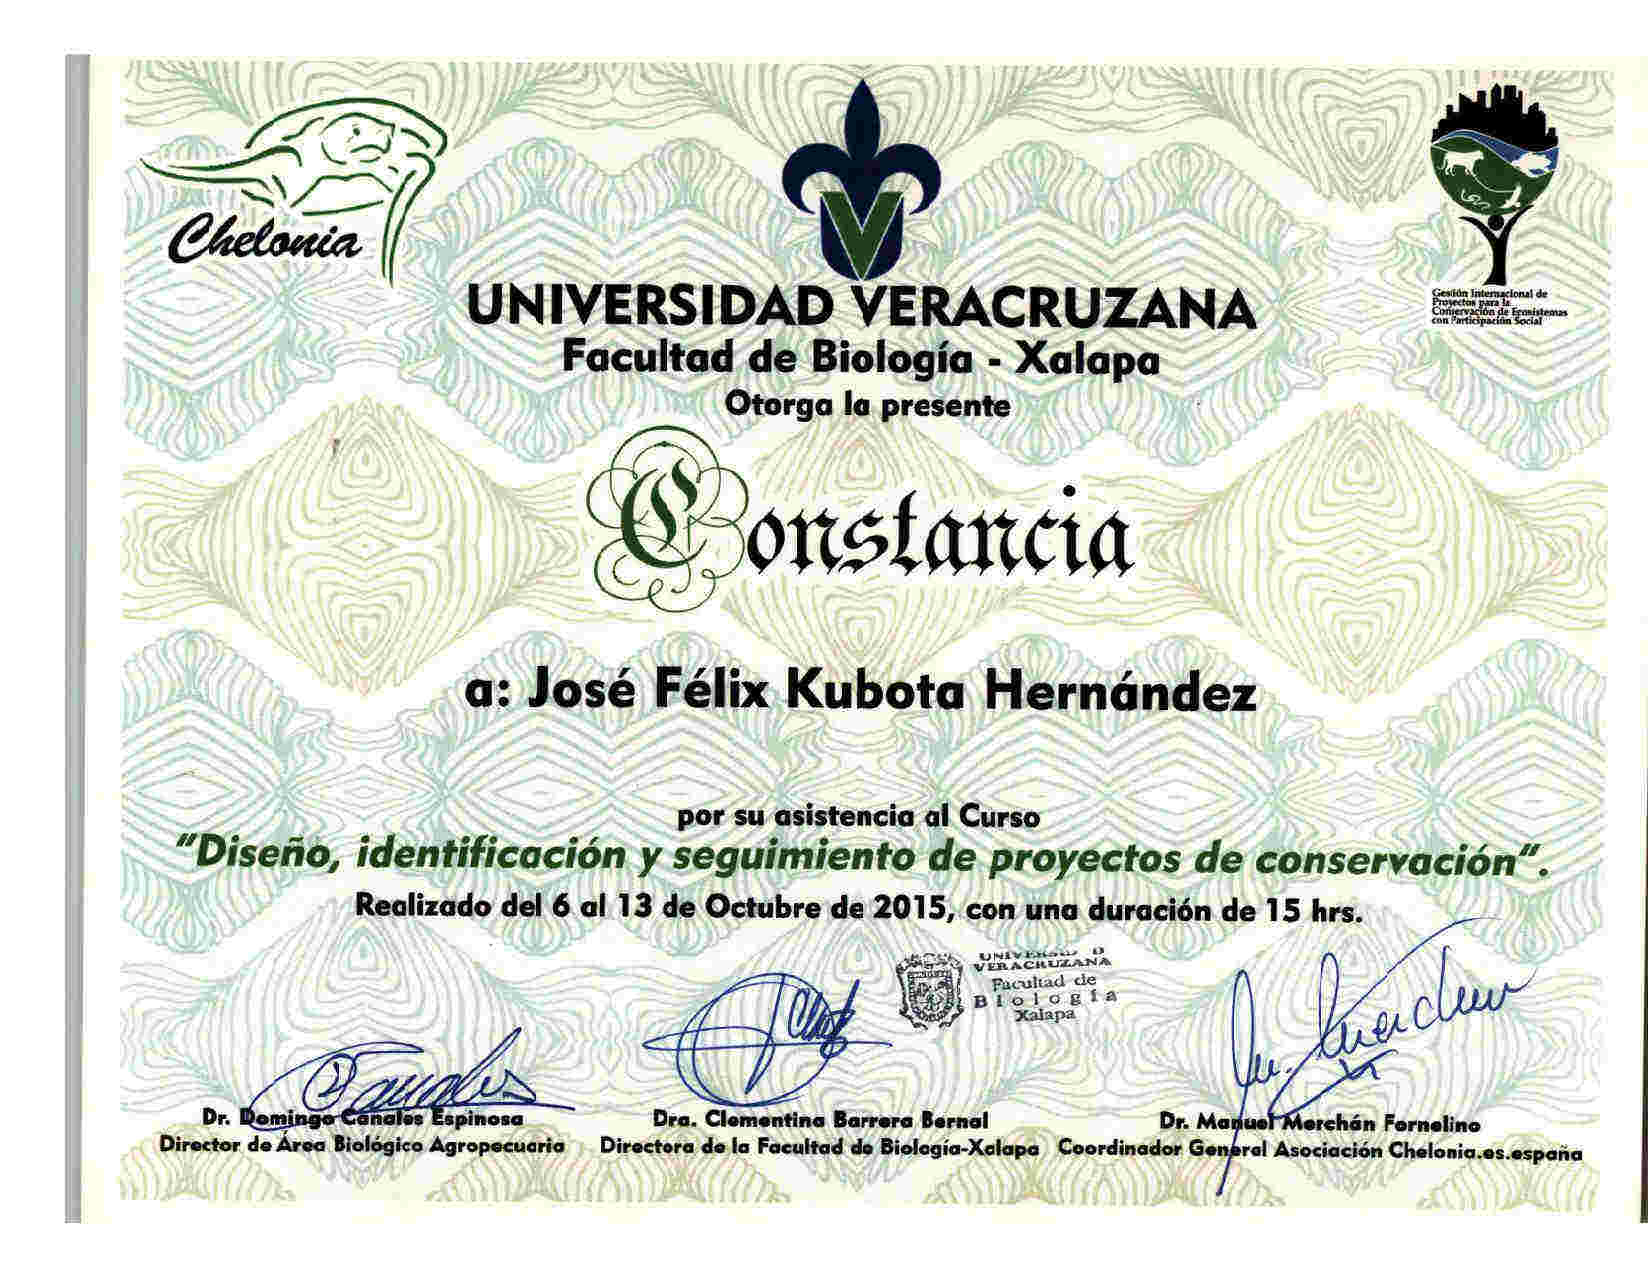 Chelonia
Gestión Internacional de
Proyectos para la
Conservación de Ecosistemas
con Participación Social
UNIVERSIDAD VERACRUZANA
Facultad de Biología - Xalapa
Otorga la presente
Constancia
a: José Félix Kubota Hernández
por su asistencia al Curso
"Diseño, identificación y seguimiento de proyectos de conservación".
Realizado del 6 al 13 de Octubre de 2015, con una duración de 15 hrs.
VERACRUZANA
Facultad de
Biología
Xalapa
Dr. Domingo Canales Espinosa
Director de Área Biológico Agropecuaria
Dra. Clementina Barrera Bernal
Directora de la Facultad de Biología-Xalapa
Dr. Manuel Merchán Fornelino
Coordinador General Asociación Chelonia.es.españa